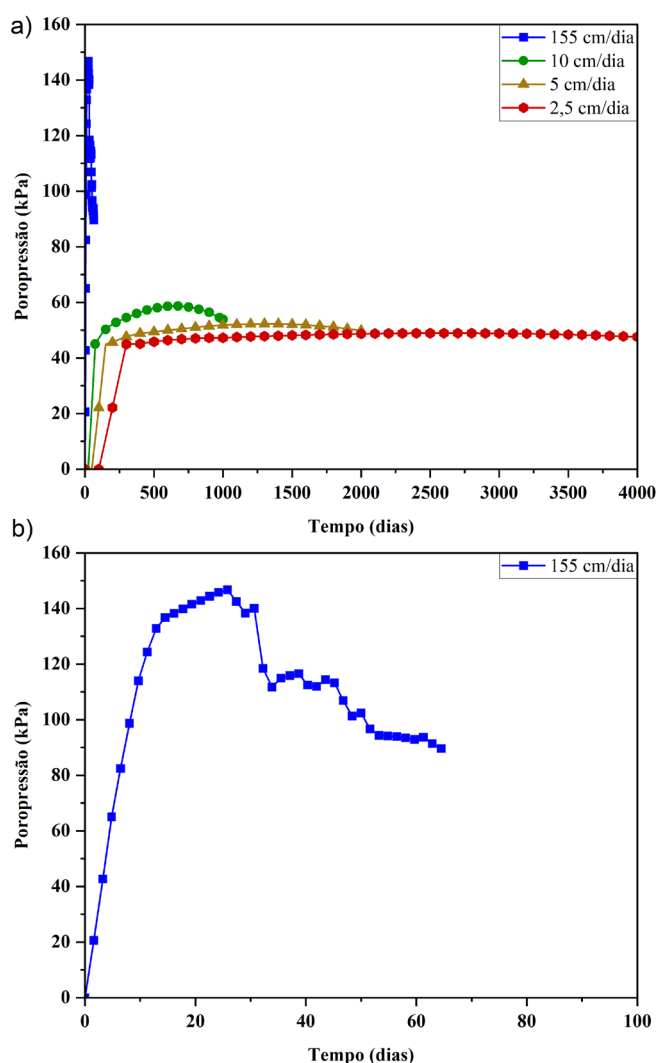 a)
160
140
120
100
80
60
40
20
0
Poropressão (kPa)
155 cm/dia
10 cm/dia
5 cm/dia
2,5 cm/dia
500 1000 1500 2000 2500 3000 3500 4000
Tempo (dias)
b)
160
140
120
100
80
60
40
20
0
Poropressão (kPa)
155 cm/dia
0 20 40 60 80 100
Tempo (dias)